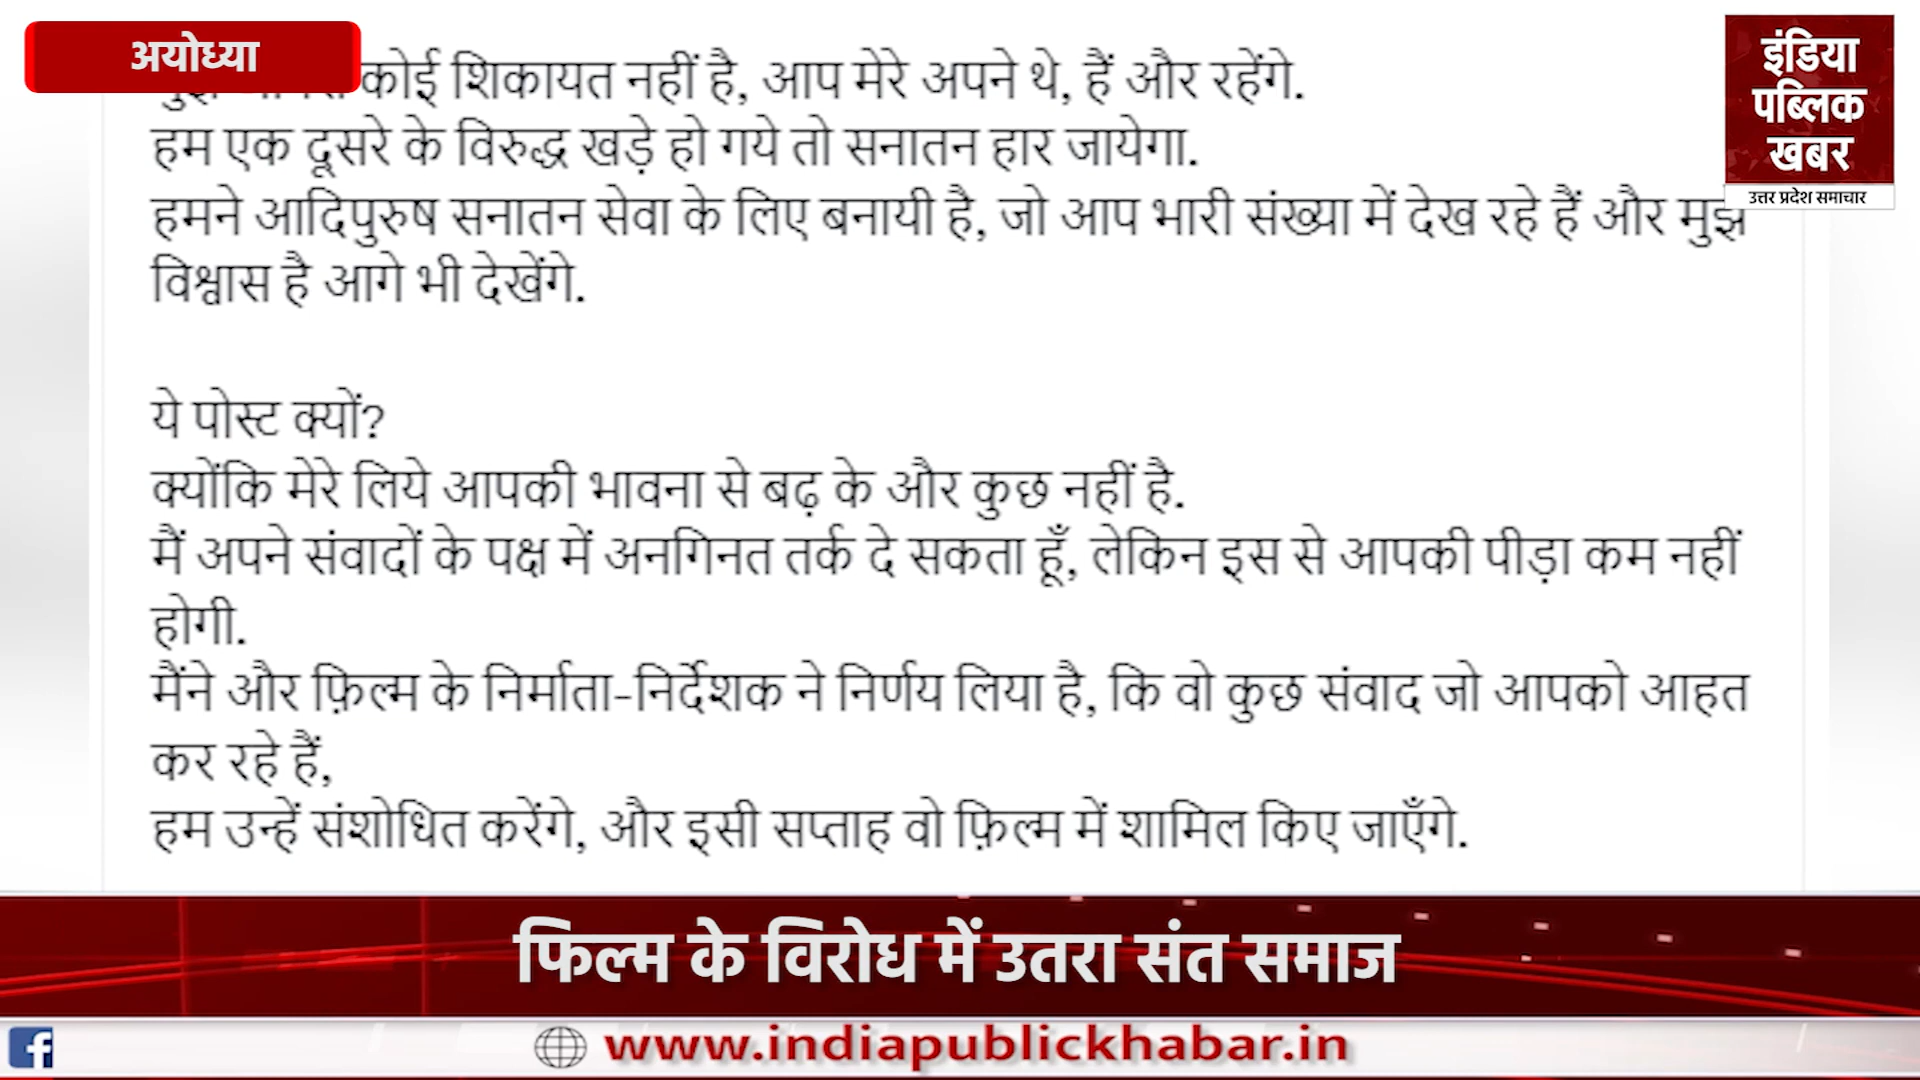 अयोध्या
कोई शिकायत नहीं है, आप मेरे अपने थे, हैं और रहेंगे.
हम एक दूसरे के विरुद्ध खड़े हो गये तो सनातन हार जायेगा.
हमने आदिपुरुष सनातन सेवा के लिए बनायी है, जो आप भारी संख्या में देख रहे हैं और मुझे
विश्वास है आगे भी देखेंगे.
ये पोस्ट क्यों?
क्योंकि मेरे लिये आपकी भावना से बढ़ के और कुछ नहीं है.
मैं अपने संवादों के पक्ष में अनगिनत तर्क दे सकता हूँ, लेकिन इस से आपकी पीड़ा कम नहीं
होगी.
मैंने और फ़िल्म के निर्माता-निर्देशक ने निर्णय लिया है, कि वो कुछ संवाद जो आपको आहत
कर रहे हैं,
हम उन्हें संशोधित करेंगे, और इसी सप्ताह वो फ़िल्म में शामिल किए जाएँगे.
इंडिया
पब्लिक
खबर
उत्तर प्रदेश समाचार
फिल्म के विरोध में उतरा संत समाज
www.indiapublickhabar.in